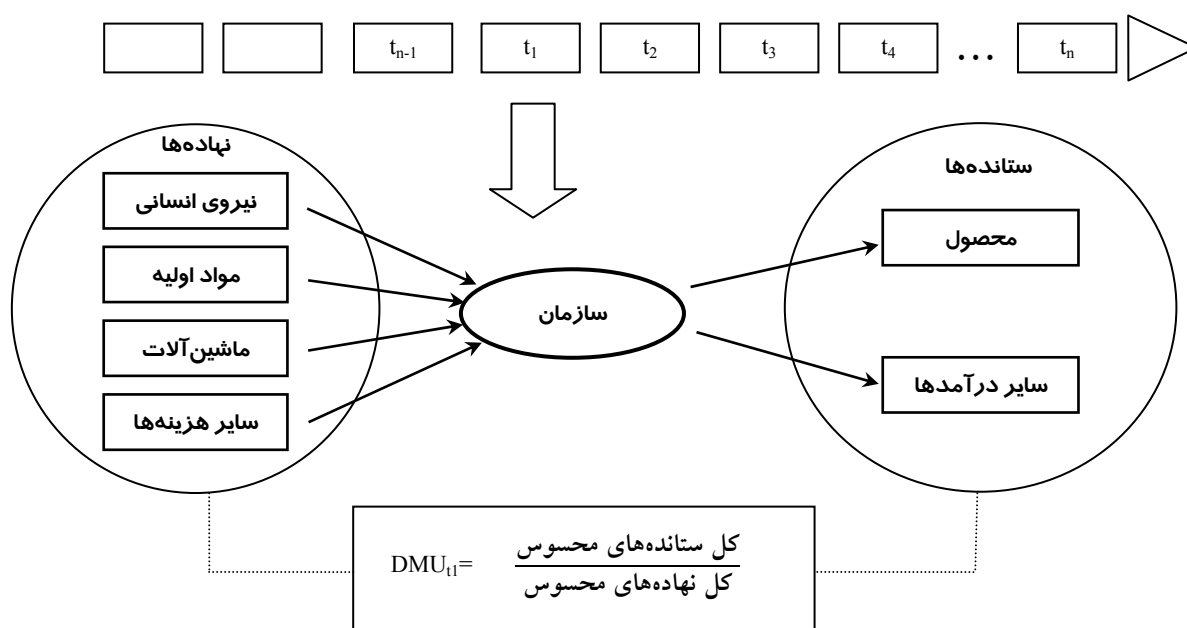 t_{n-1} t_1 t_2 t_3 t_4 ... t_n
نهاده‌ها
نیروی انسانی
مواد اولیه
ماشین‌آلات
سایر هزینه‌ها
سازمان
ستانده‌ها
محصول
سایر درآمدها
کل ستانده‌های محسوس
DMU_{t1}=
کل نهاده‌های محسوس